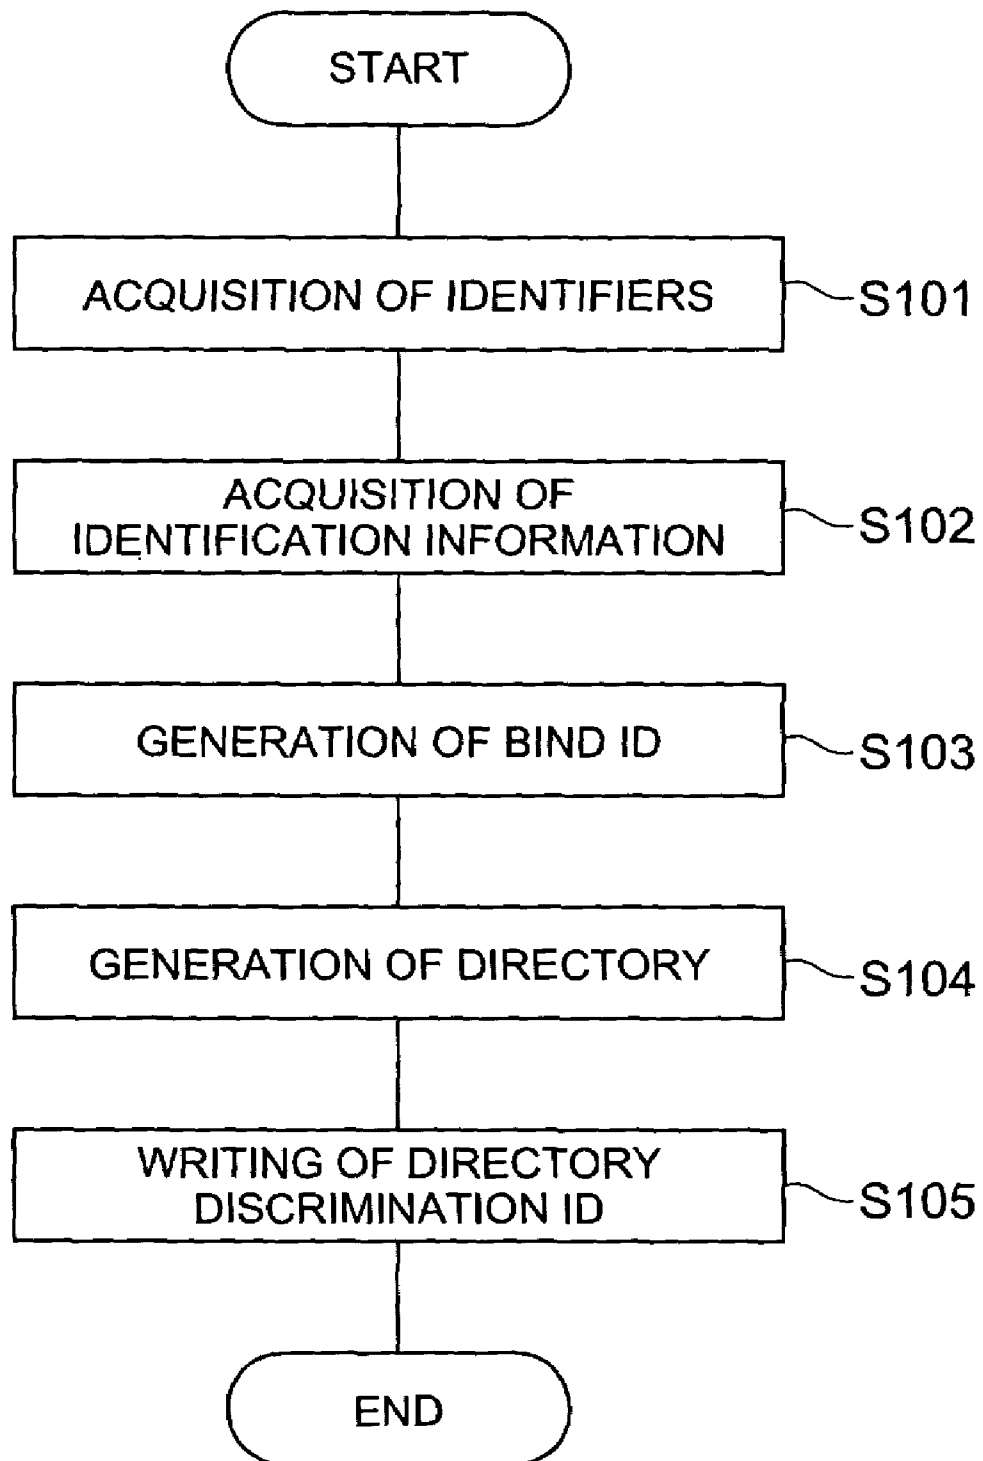 START
ACQUISITION OF IDENTIFIERS
S101
ACQUISITION OF
IDENTIFICATION INFORMATION
S102
GENERATION OF BIND ID
S103
GENERATION OF DIRECTORY
S104
WRITING OF DIRECTORY
DISCRIMINATION ID
S105
END